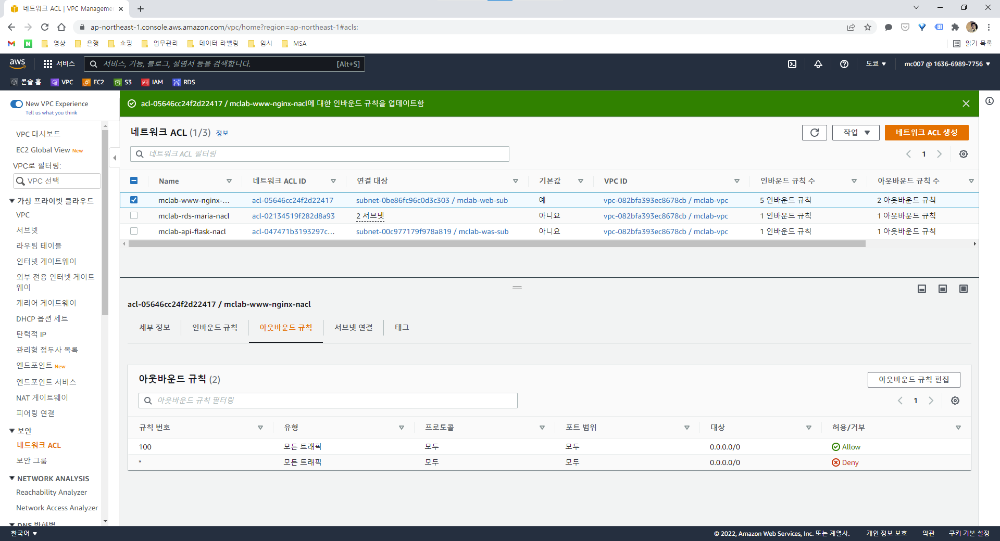 네트워크 ACL | VPC Manageme
ap-northeast-1.console.aws.amazon.com/vpc/home?region=ap-northeast-1#acls:
영상 은행 쇼핑 업무관리 데이터 라벨링 임시 MSA 읽기 목록
aws 서비스 서비스, 기능, 블로그, 설명서 등을 검색합니다. [Alt+S] 도쿄 ▼ mc007 @ 1636-6989-7756 ▼
콘솔 홈 VPC EC2 S3 IAM RDS
New VPC Experience
Tell us what you think
VPC 대시보드
EC2 Global View New
VPC로 필터링:
VPC 선택
가상 프라이빗 클라우드
VPC
서브넷
라우팅 테이블
인터넷 게이트웨이
외부 전용 인터넷 게이트
웨이
캐리어 게이트웨이
DHCP 옵션 세트
탄력적 IP
관리형 접두사 목록
엔드포인트 New
엔드포인트 서비스
NAT 게이트웨이
피어링 연결
보안
네트워크 ACL
보안 그룹
NETWORK ANALYSIS
Reachability Analyzer
Network Access Analyzer
DNS 방화벽
acl-05646cc24f2d22417 / mclab-www-nginx-nacl에 대한 인바운드 규칙을 업데이트함
네트워크 ACL (1/3) 정보
작업 ▼ 네트워크 ACL 생성
네트워크 ACL 필터링
1
Name 네트워크 ACL ID 연결 대상 기본값 VPC ID 인바운드 규칙 수 아웃바운드 규칙 수
mclab-www-nginx-... acl-05646cc24f2d22417 subnet-0be86fc96c0d3c303 / mclab-web-sub 예 vpc-082bfa393ec8678cb / mclab-vpc 5 인바운드 규칙 2 아웃바운드 규칙
mclab-rds-maria-nacl acl-02134519f282d8a93 2 서브넷 아니요 vpc-082bfa393ec8678cb / mclab-vpc 1 인바운드 규칙 1 아웃바운드 규칙
mclab-api-flask-nacl acl-047471b3193297c... subnet-00c977179f978a819 / mclab-was-sub 아니요 vpc-082bfa393ec8678cb / mclab-vpc 1 인바운드 규칙 1 아웃바운드 규칙
acl-05646cc24f2d22417 / mclab-www-nginx-nacl
세부 정보 인바운드 규칙 아웃바운드 규칙 서브넷 연결 태그
아웃바운드 규칙 (2)
아웃바운드 규칙 편집
아웃바운드 규칙 필터링
1
규칙 번호 유형 프로토콜 포트 범위 대상 허용/거부
100 모든 트래픽 모두 모두 0.0.0.0/0 Allow
* 모든 트래픽 모두 모두 0.0.0.0/0 Deny
한국어 ▼ © 2022, Amazon Web Services, Inc. 또는 계열사. 개인 정보 보호 약관 쿠키 기본 설정